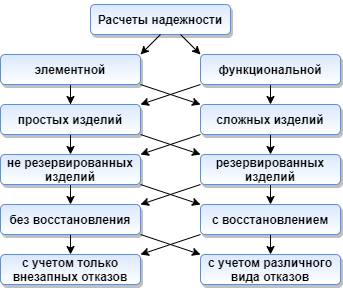 Расчеты надежности
элементной
функциональной
простых изделий
сложных изделий
не резервированных
изделий
резервированных
изделий
без восстановления
с восстановлением
с учетом только
внезапных отказов
с учетом различного
вида отказов